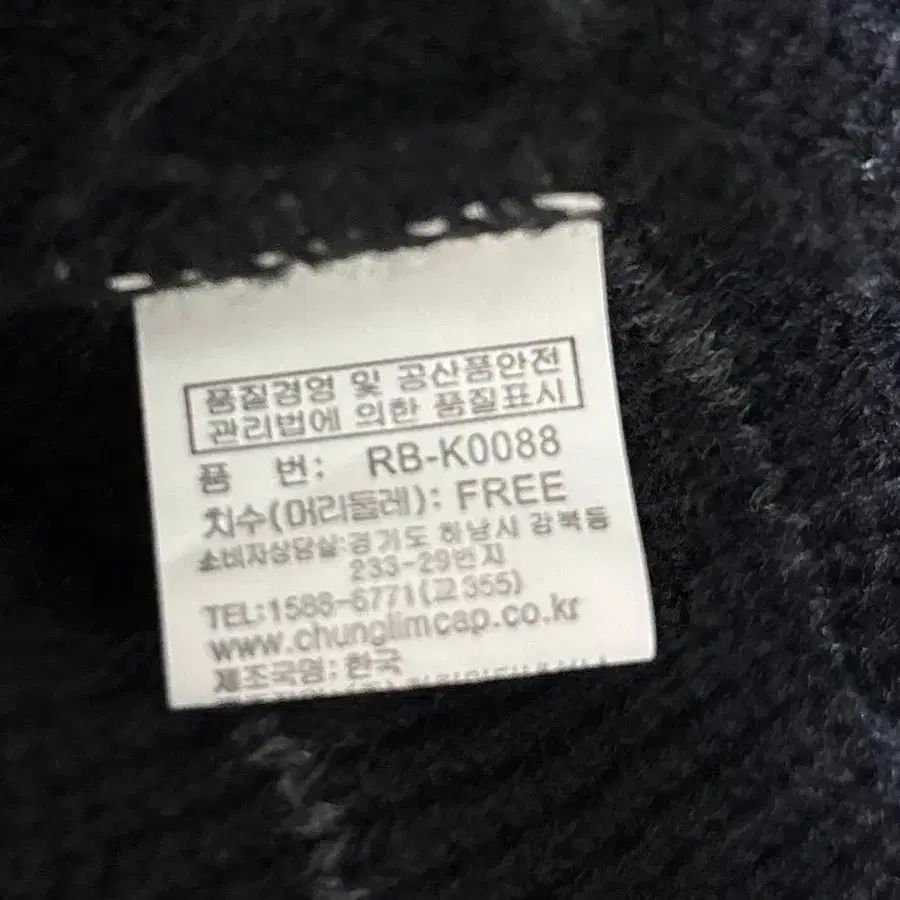 품질경영 및 공산품안전
관리법에 의한 품질표시
품 번: RB-K0088
치수(머리둘레): FREE
소비자상담실:경기도 하남시 감북동
233-29번지
TEL:1588-6771(교355)
www.chunglimcap.co.kr
제조국명: 한국